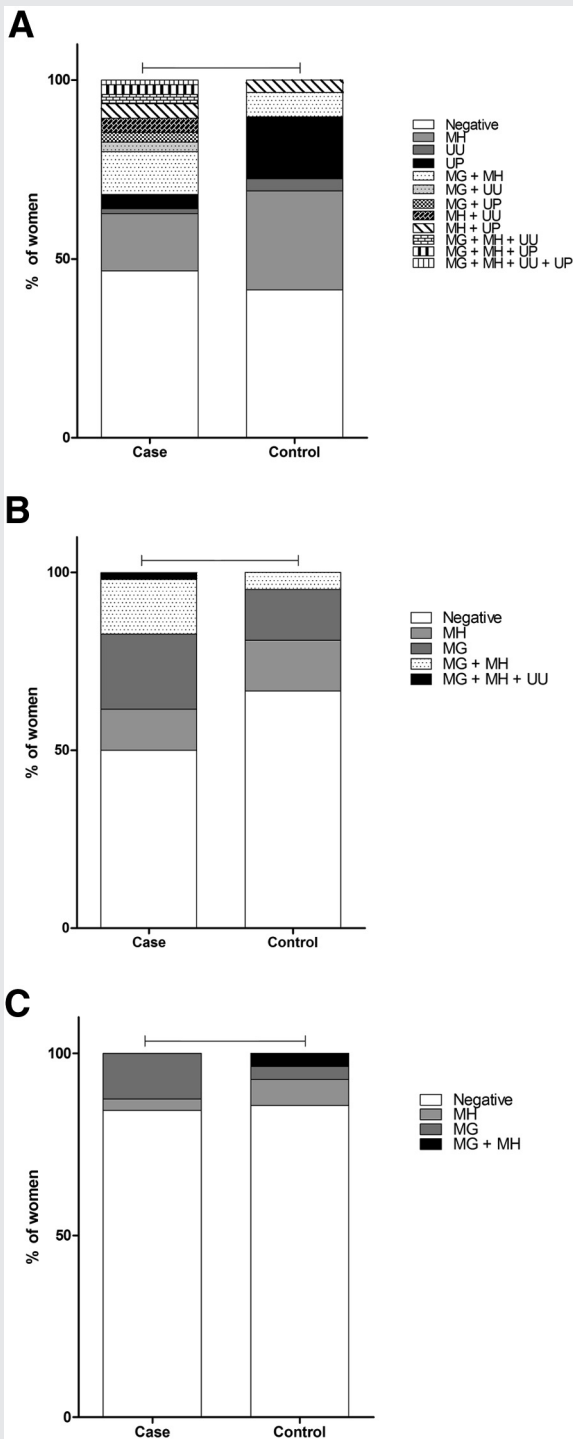 A
100
50
0
% of women
Case
Control
Negative
MH
UU
UP
MG + MH
MG + UU
MG + UP
MH + UU
MH + UP
MG + MH + UU
MG + MH + UP
MG + MH + UU + UP
B
100
50
0
% of women
Case
Control
Negative
MH
MG
MG + MH
MG + MH + UU
C
100
50
0
% of women
Case
Control
Negative
MH
MG
MG + MH